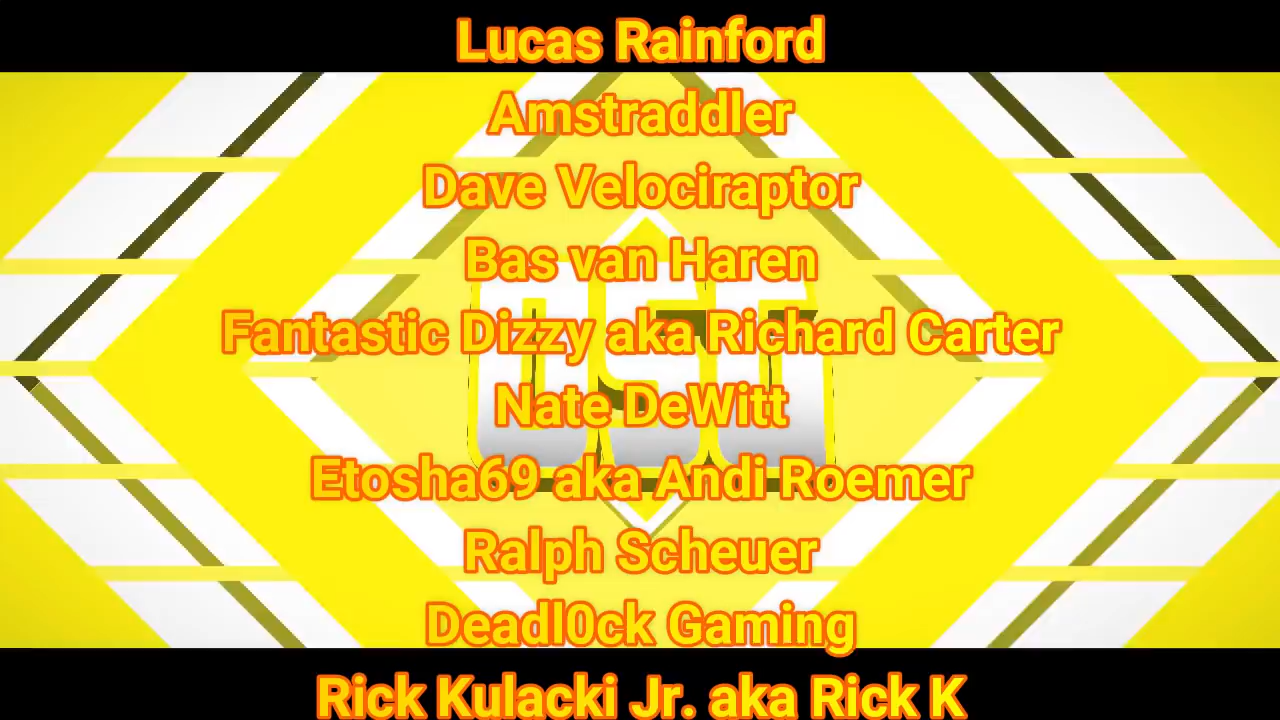 Lucas Rainford
Amstraddler
Dave Velociraptor
Bas van Haren
Fantastic Dizzy aka Richard Carter
Nate DeWitt
Etosha69 aka Andi Roemer
Ralph Scheuer
Deadl0ck Gaming
Rick Kulacki Jr. aka Rick K